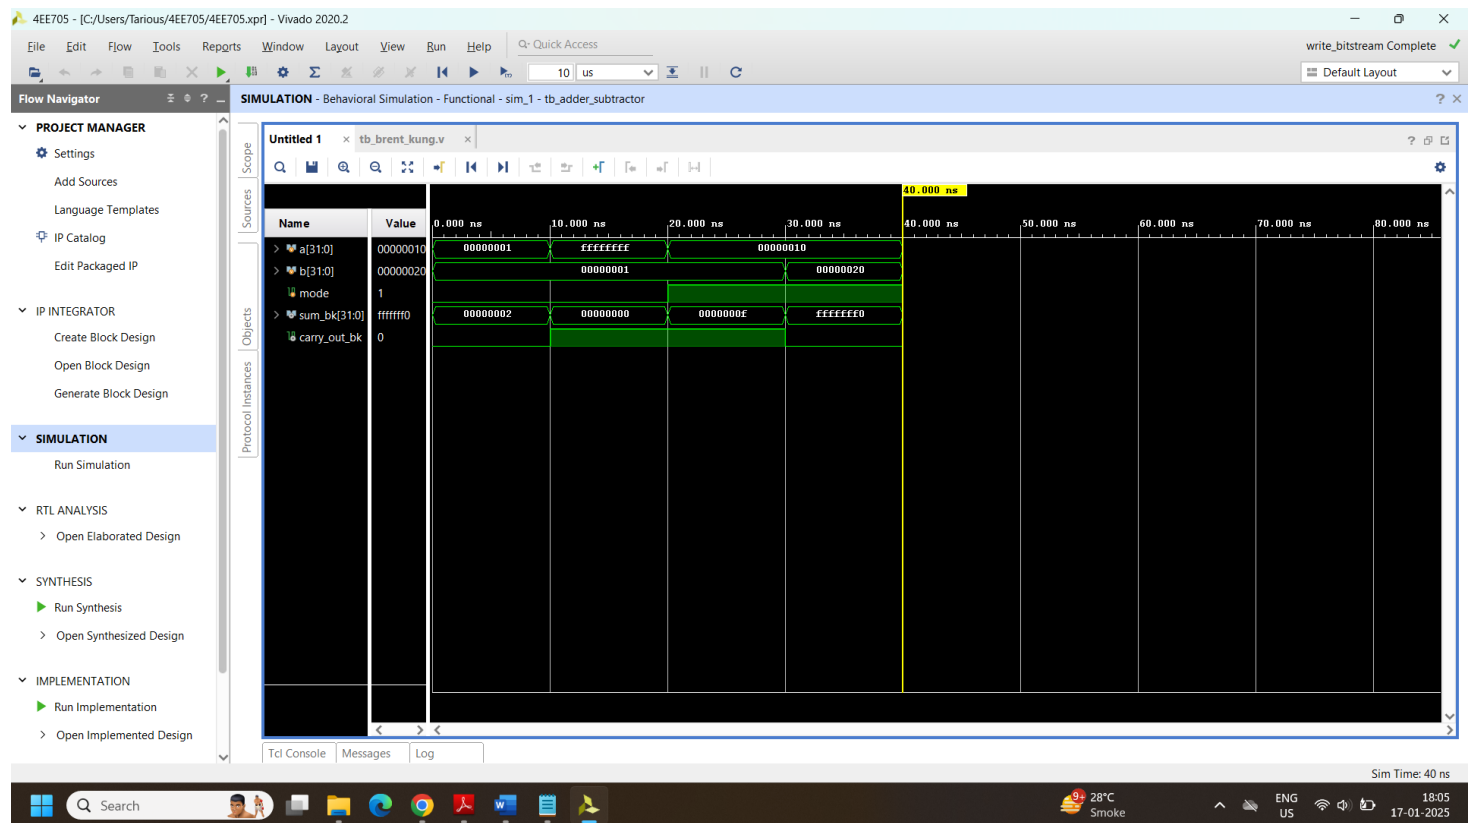 4EE705 - [C:/Users/Tarious/4EE705/4EE705.xpr] - Vivado 2020.2
File Edit Flow Tools Reports Window Layout View Run Help Q- Quick Access write_bitstream Complete
10 us Default Layout
Flow Navigator ? SIMULATION - Behavioral Simulation - Functional - sim_1 - tb_adder_subtractor ?
PROJECT MANAGER
Settings
Add Sources
Language Templates
IP Catalog
Edit Packaged IP
IP INTEGRATOR
Create Block Design
Open Block Design
Generate Block Design
SIMULATION
Run Simulation
RTL ANALYSIS
Open Elaborated Design
SYNTHESIS
Run Synthesis
Open Synthesized Design
IMPLEMENTATION
Run Implementation
Open Implemented Design
Scope
Sources
Objects
Protocol Instances
Untitled 1 tb_brent_kung.v ?
40.000 ns
Name Value 0.000 ns 10.000 ns 20.000 ns 30.000 ns 40.000 ns 50.000 ns 60.000 ns 70.000 ns 80.000 ns
a[31:0] 00000010 00000001 ffffffff 00000010
b[31:0] 00000020 00000001 00000020
mode 1
sum_bk[31:0] fffffff0 00000002 00000000 0000000f fffffff0
carry_out_bk 0
Tcl Console Messages Log
Sim Time: 40 ns
Search 9+ 28°C ENG 18:05
Smoke US 17-01-2025